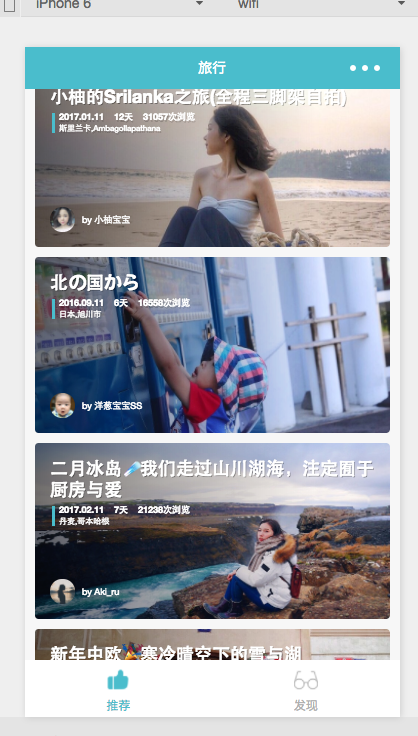 iPhone 6
wifi
旅行
小柚的Srilanka之旅(全程三脚架自拍)
2017.01.11 12天 31057次浏览
斯里兰卡,Ambagollapathana
by 小柚宝宝
北の国から
2016.09.11 6天 16558次浏览
日本,旭川市
by 洋葱宝宝SS
二月冰岛💊我们走过山川湖海，注定囿于
厨房与爱
2017.02.11 7天 21238次浏览
丹麦,哥本哈根
by Aki_ru
新年中欧🎉寒冷晴空下的雪与湖
推荐
发现